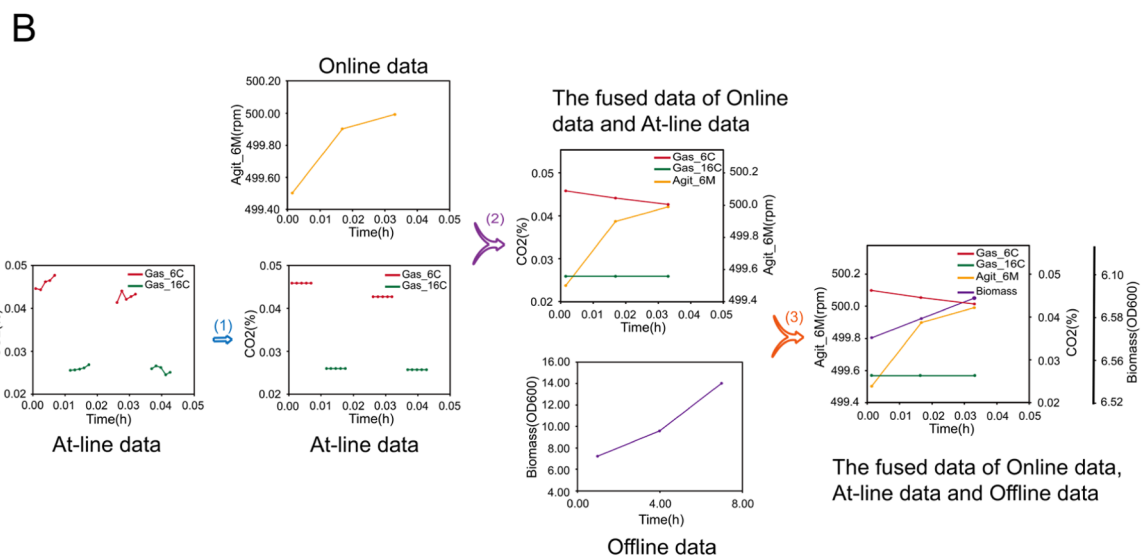 B
Online data
500.20
500.00
499.80
499.60
499.40
Agit_6M(rpm)
0.00 0.01 0.02 0.03 0.04 0.05
Time(h)
The fused data of Online
data and At-line data
Gas_6C
Gas_16C
Agit_6M
0.05
0.04
0.03
0.02
CO2(%)
500.2
500.0
499.8
499.6
499.4
Agit_6M(rpm)
0.00 0.01 0.02 0.03 0.04 0.05
Time(h)
(2)
0.05
0.04
0.03
0.02
Gas_6C
Gas_16C
0.00 0.01 0.02 0.03 0.04 0.05
Time(h)
At-line data
(1)
0.05
0.04
0.03
0.02
CO2(%)
Gas_6C
Gas_16C
0.00 0.01 0.02 0.03 0.04 0.05
Time(h)
At-line data
16.00
14.00
12.00
10.00
8.00
6.00
4.00
Biomass(OD600)
0.00 4.00 8.00
Time(h)
Offline data
(3)
Gas_6C
Gas_16C
Agit_6M
Biomass
500.2
500.0
499.8
499.6
499.4
Agit_6M(rpm)
0.05
0.04
0.03
0.02
CO2(%)
6.10
6.58
6.56
6.52
Biomass(OD600)
0.00 0.01 0.02 0.03 0.04 0.05
Time(h)
The fused data of Online data,
At-line data and Offline data